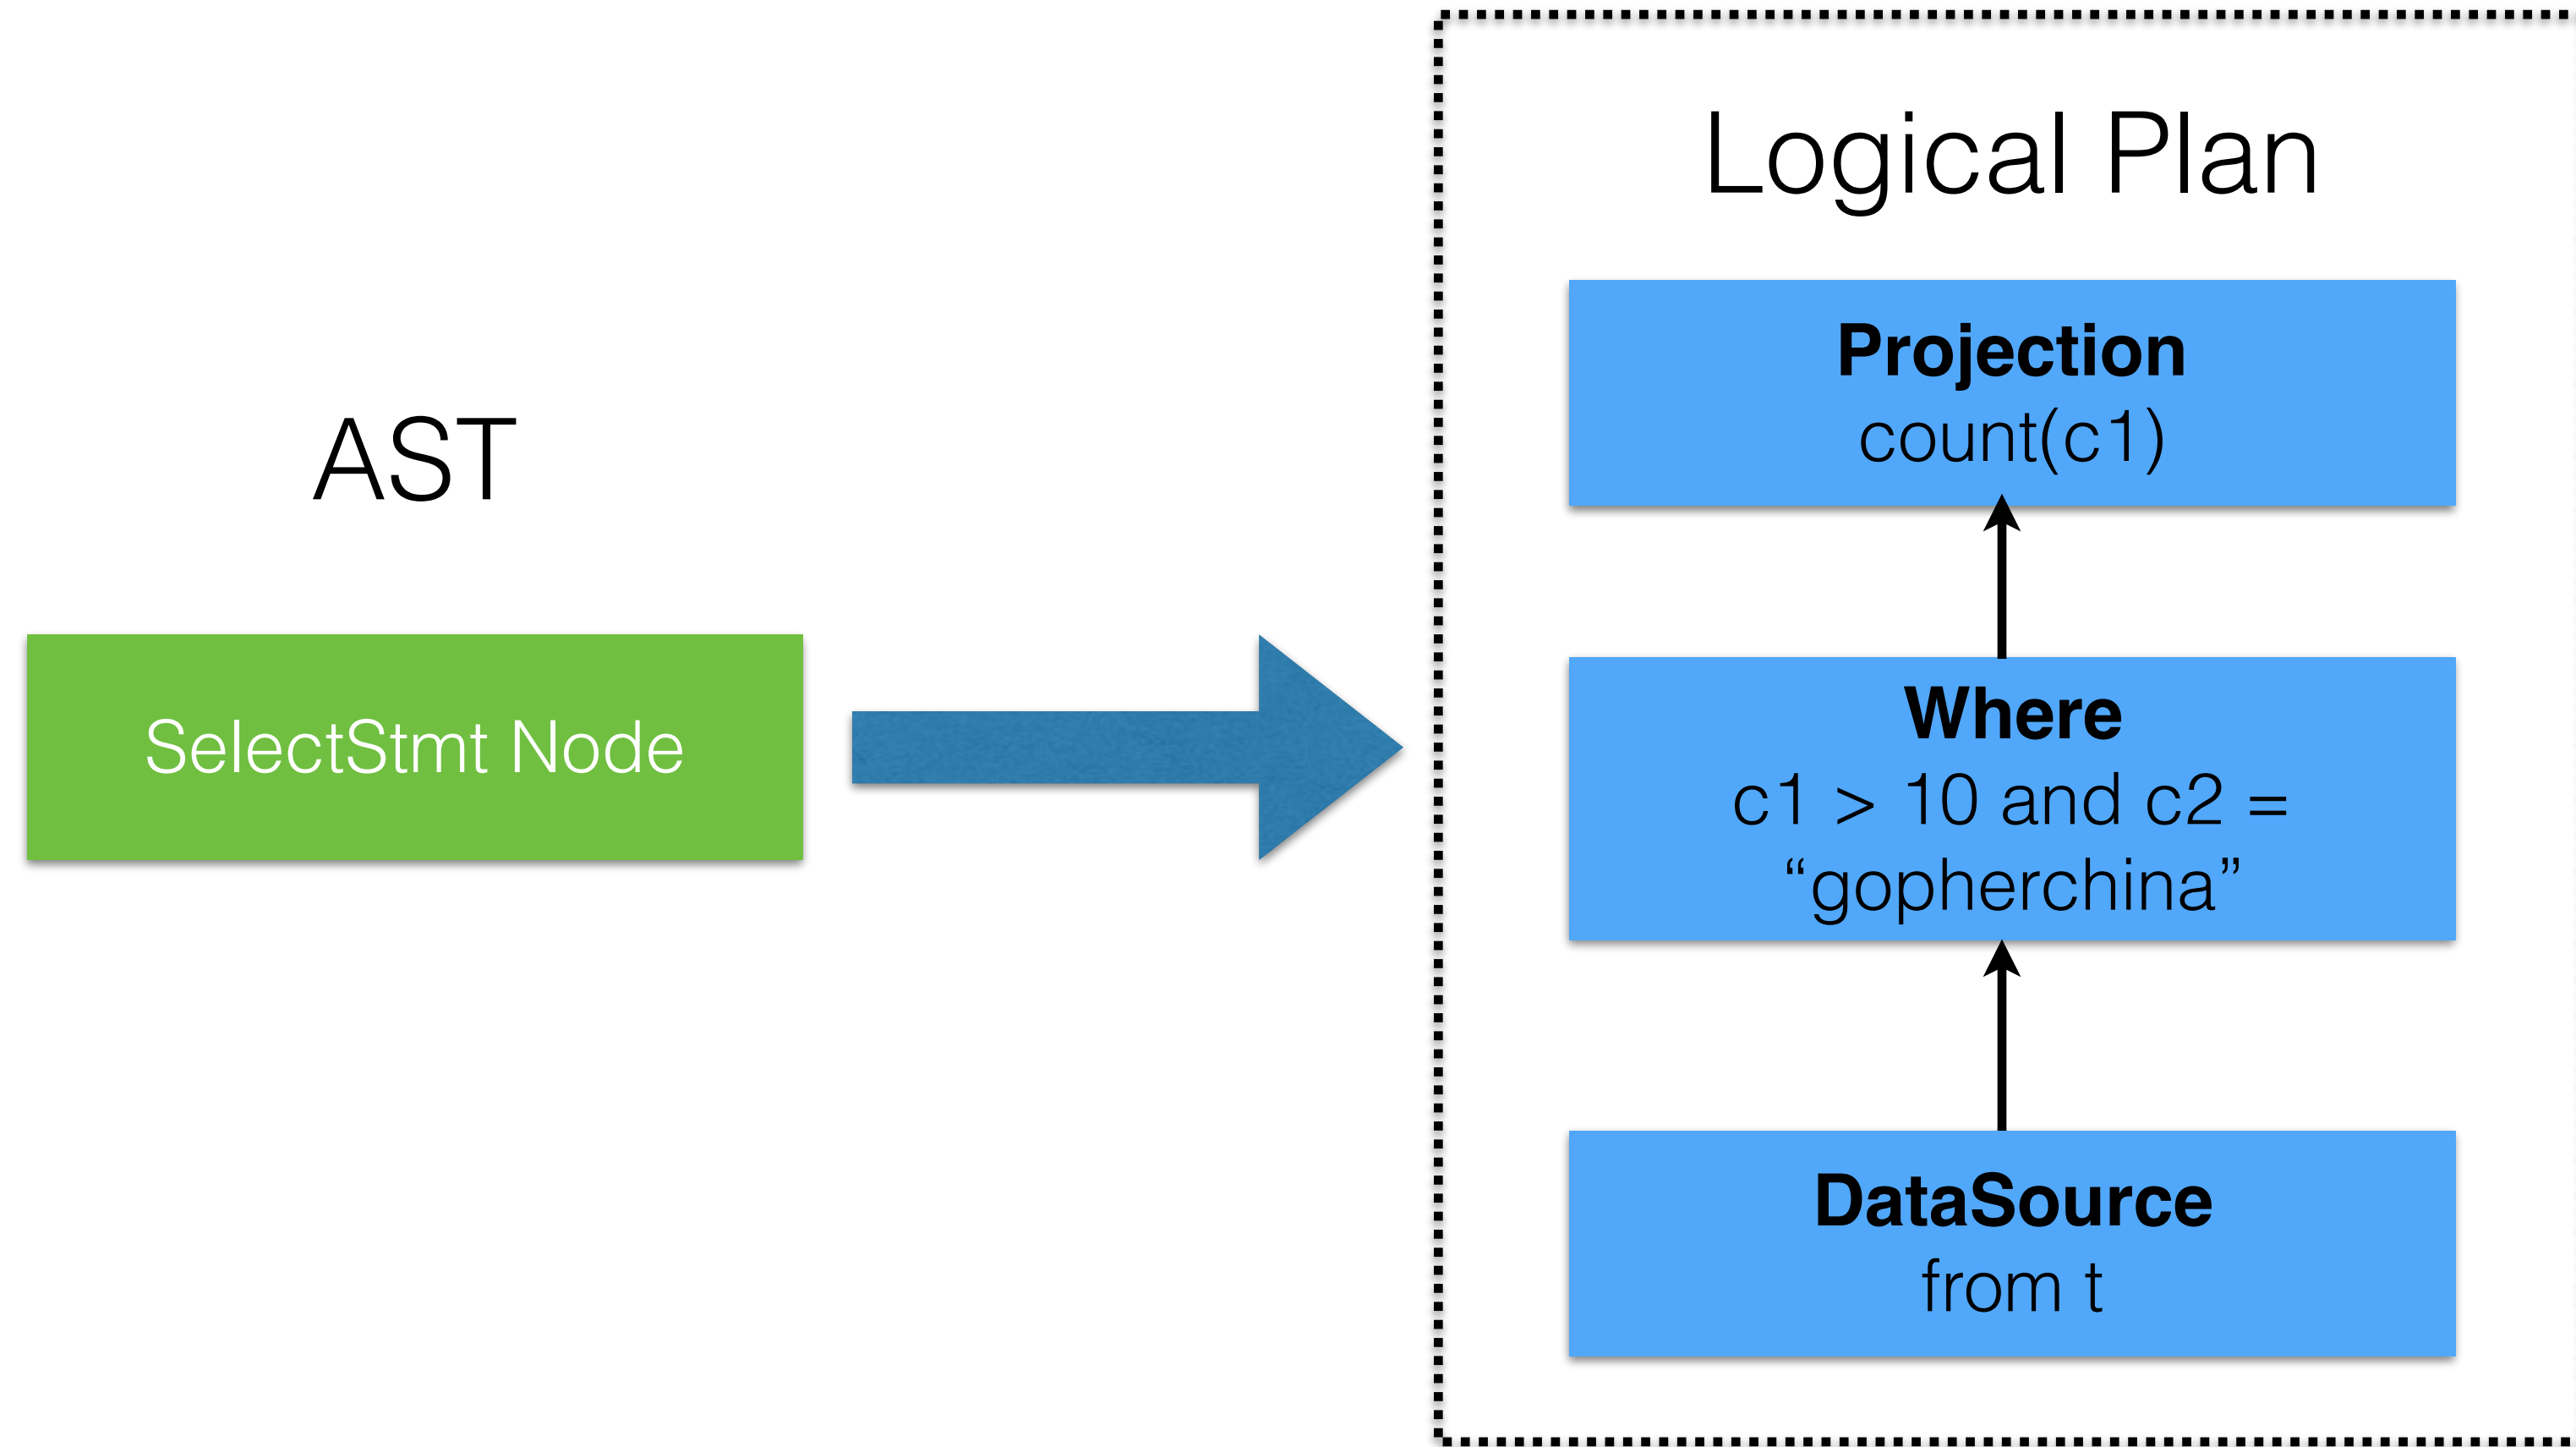 AST
SelectStmt Node
Logical Plan
Projection
count(c1)
Where
c1 > 10 and c2 =
“gopherchina”
DataSource
from t